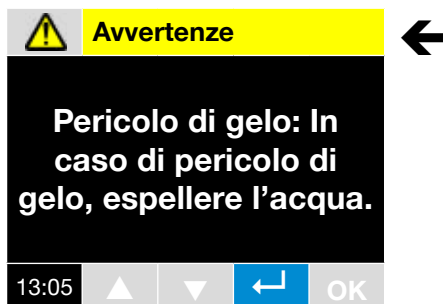 Avvertenze
Pericolo di gelo: In
caso di pericolo di
gelo, espellere l’acqua.
13:05 OK